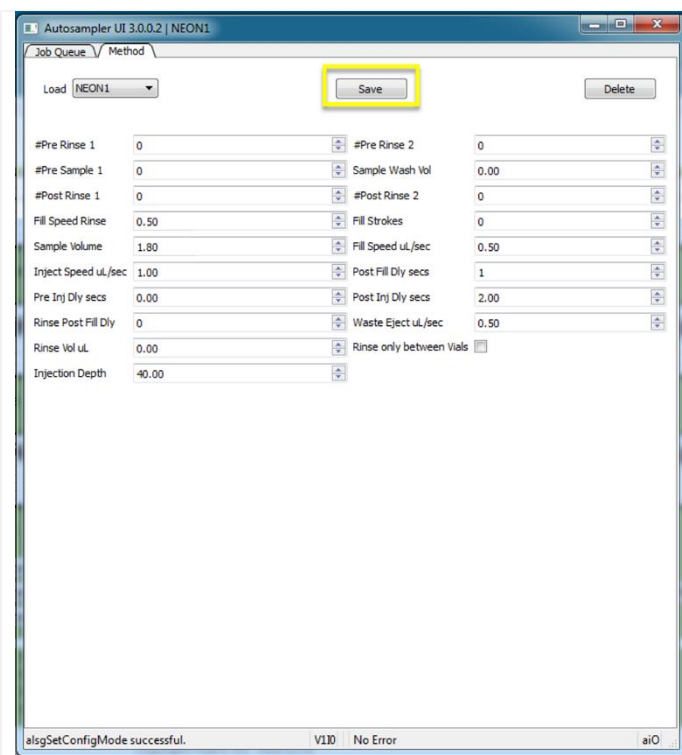 Autosampler UI 3.0.0.2 | NEON1
Job Queue Method
Load NEON1 Save Delete
#Pre Rinse 1 0 #Pre Rinse 2 0
#Pre Sample 1 0 Sample Wash Vol 0.00
#Post Rinse 1 0 #Post Rinse 2 0
Fill Speed Rinse 0.50 Fill Strokes 0
Sample Volume 1.80 Fill Speed uL/sec 0.50
Inject Speed uL/sec 1.00 Post Fill Dly secs 1
Pre Inj Dly secs 0.00 Post Inj Dly secs 2.00
Rinse Post Fill Dly 0 Waste Eject uL/sec 0.50
Rinse Vol uL 0.00 Rinse only between Vials
Injection Depth 40.00
alsgSetConfigMode successful. No Error aiO